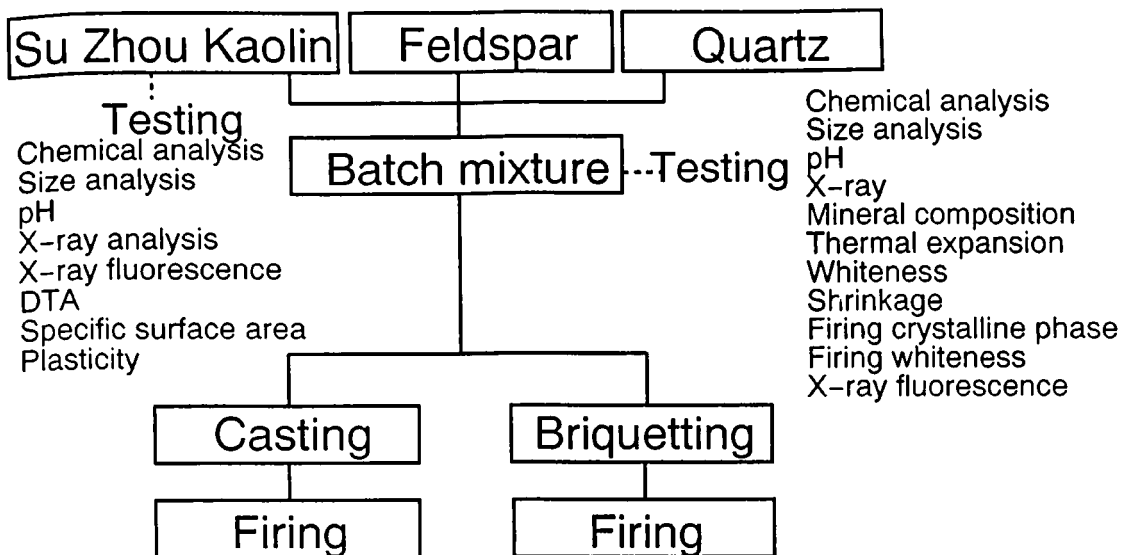 Su Zhou Kaolin
Feldspar
Quartz
Testing
Chemical analysis
Size analysis
pH
X-ray analysis
X-ray fluorescence
DTA
Specific surface area
Plasticity
Batch mixture
Testing
Chemical analysis
Size analysis
pH
X-ray
Mineral composition
Thermal expansion
Whiteness
Shrinkage
Firing crystalline phase
Firing whiteness
X-ray fluorescence
Casting
Briquetting
Firing
Firing